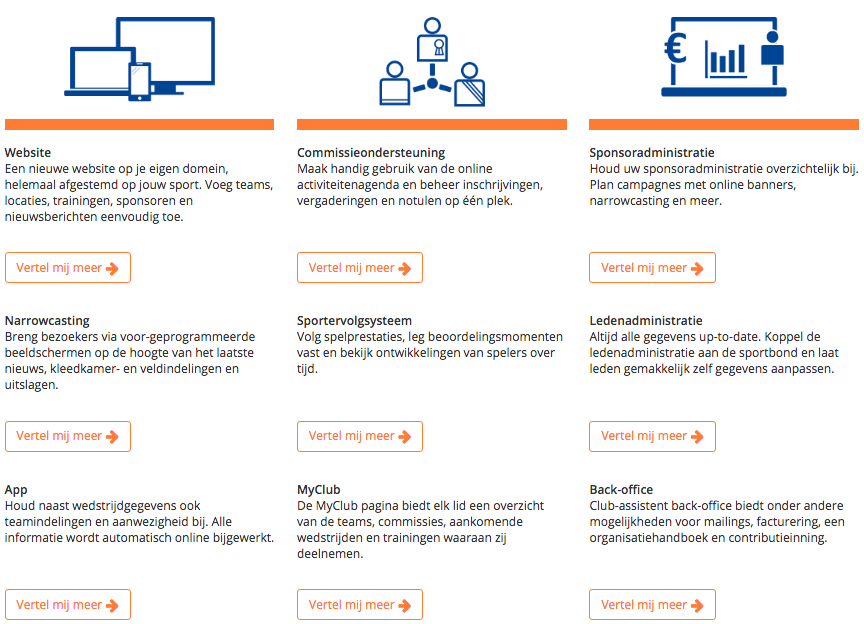 €
Website
Een nieuwe website op je eigen domein,
helemaal afgestemd op jouw sport. Voeg teams,
locaties, trainingen, sponsoren en
nieuwsberichten eenvoudig toe.
Vertel mij meer
Commissieondersteuning
Maak handig gebruik van de online
activiteitenagenda en beheer inschrijvingen,
vergaderingen en notulen op één plek.
Vertel mij meer
Sponsoradministratie
Houd uw sponsoradministratie overzichtelijk bij.
Plan campagnes met online banners,
narrowcasting en meer.
Vertel mij meer
Narrowcasting
Breng bezoekers via voor-geprogrammeerde
beeldschermen op de hoogte van het laatste
nieuws, kleedkamer- en veldindelingen en
uitslagen.
Vertel mij meer
Sportervolgsysteem
Volg spelprestaties, leg beoordelingsmomenten
vast en bekijk ontwikkelingen van spelers over
tijd.
Vertel mij meer
Ledenadministratie
Altijd alle gegevens up-to-date. Koppel de
ledenadministratie aan de sportbond en laat
leden gemakkelijk zelf gegevens aanpassen.
Vertel mij meer
App
Houd naast wedstrijdgegevens ook
teamindelingen en aanwezigheid bij. Alle
informatie wordt automatisch online bijgewerkt.
Vertel mij meer
MyClub
De MyClub pagina biedt elk lid een overzicht
van de teams, commissies, aankomende
wedstrijden en trainingen waaraan zij
deelnemen.
Vertel mij meer
Back-office
Club-assistent back-office biedt onder andere
mogelijkheden voor mailings, facturering, een
organisatiehandboek en contributieinning.
Vertel mij meer